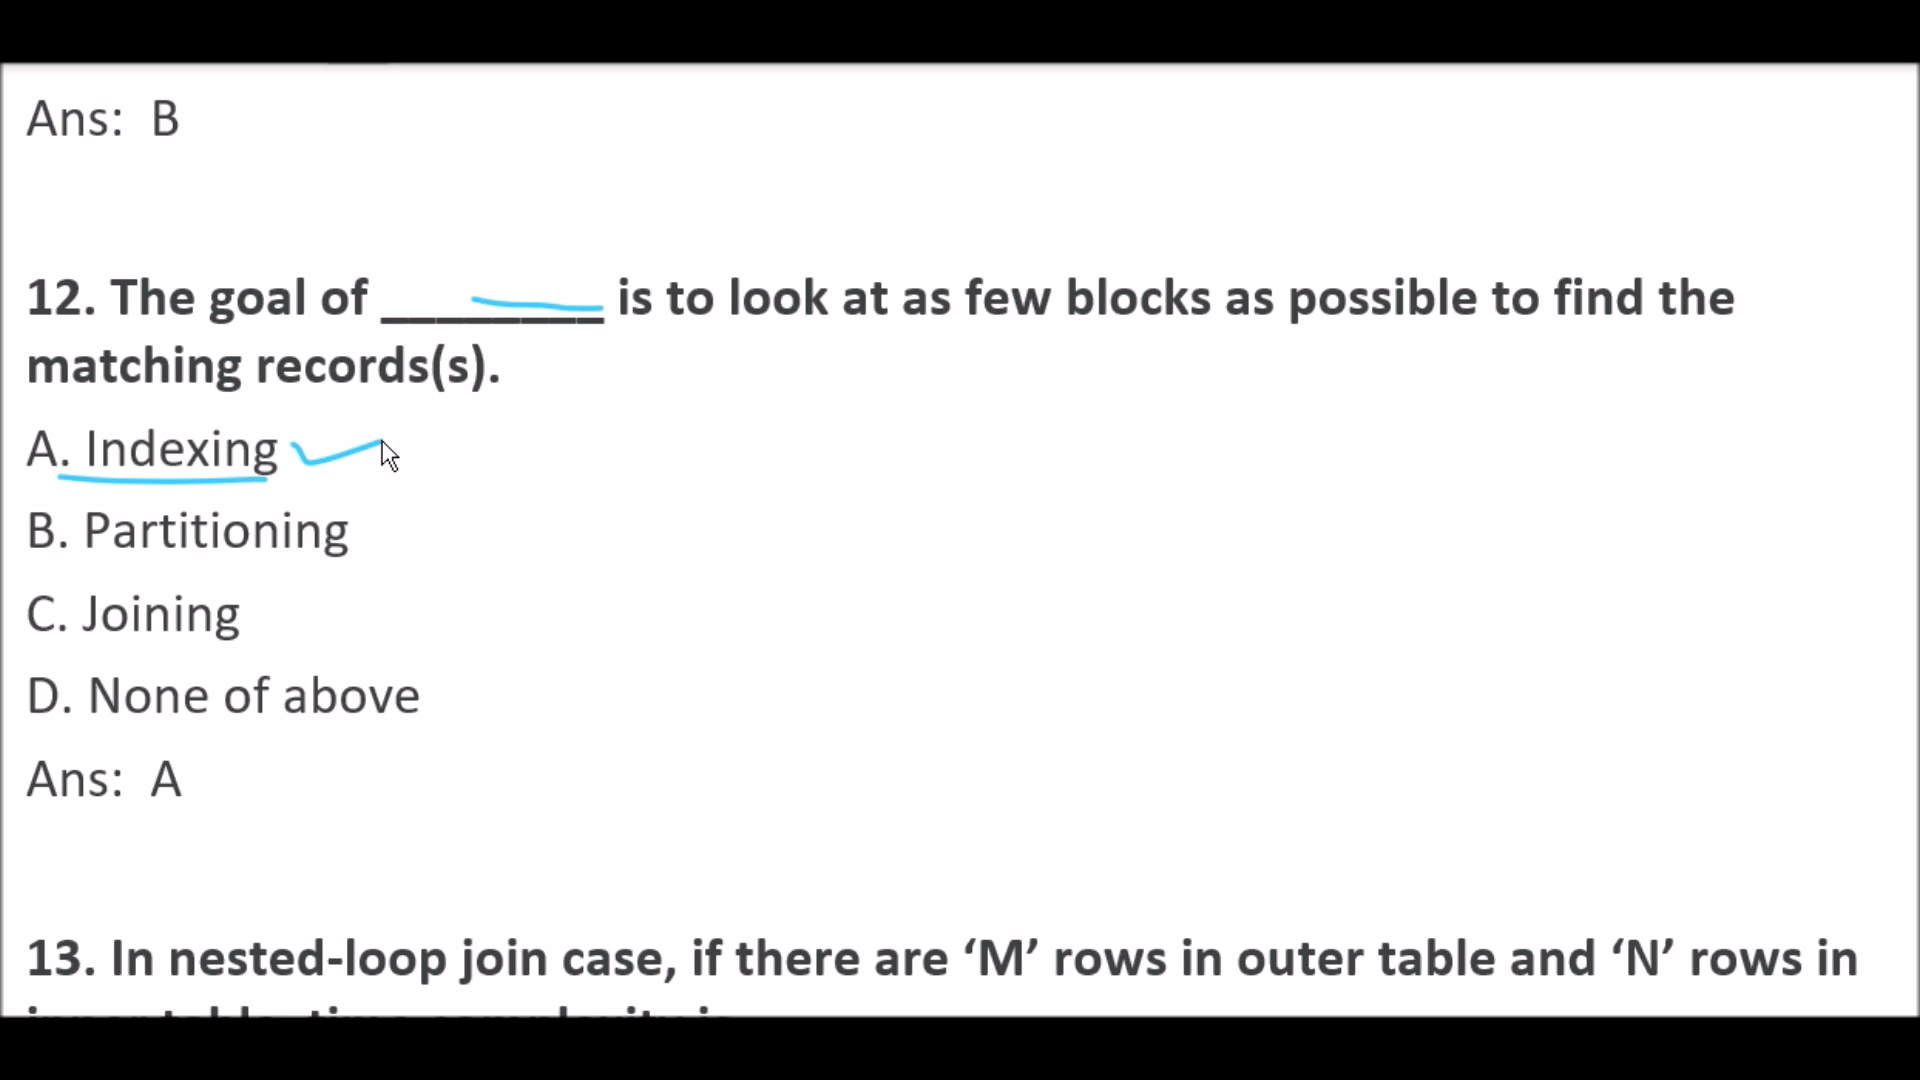 Ans: B
12. The goal of ________ is to look at as few blocks as possible to find the
matching records(s).
A. Indexing
B. Partitioning
C. Joining
D. None of above
Ans: A
13. In nested-loop join case, if there are ‘M’ rows in outer table and ‘N’ rows in